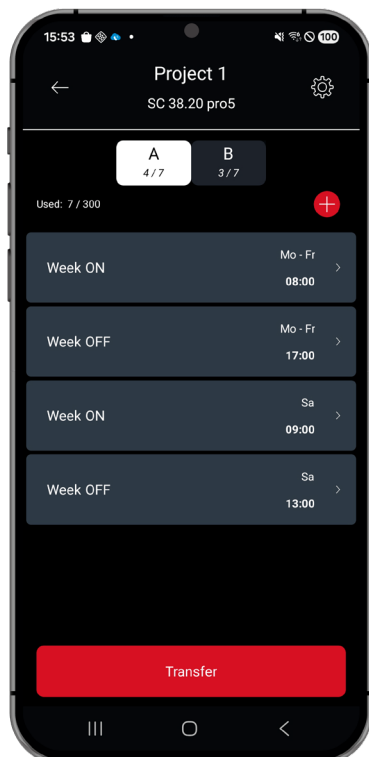 15:53
100
Project 1
SC 38.20 pro5
A
B
4 / 7
3 / 7
Used: 7 / 300
Week ON
Mo - Fr
08:00
Week OFF
Mo - Fr
17:00
Week ON
Sa
09:00
Week OFF
Sa
13:00
Transfer